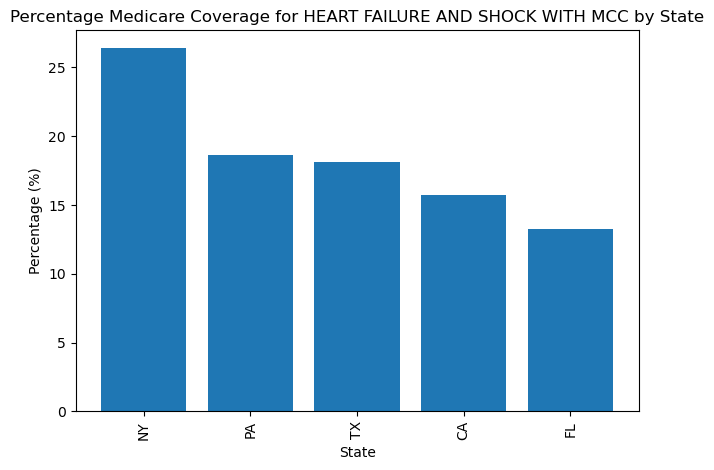 Percentage Medicare Coverage for HEART FAILURE AND SHOCK WITH MCC by State
Percentage (%)
25
20
15
10
5
0
NY
PA
TX
CA
FL
State